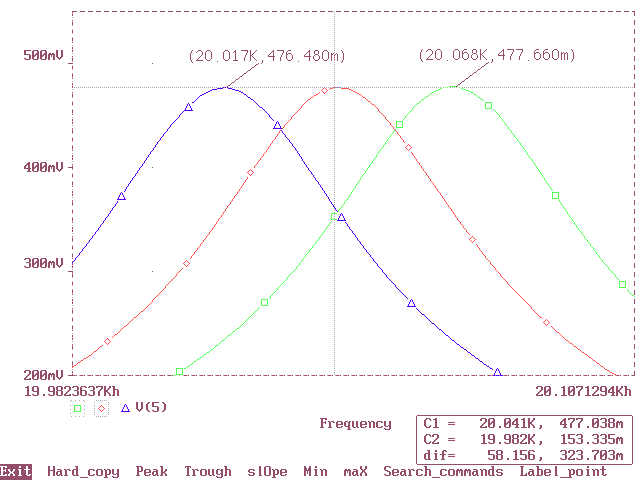 500mV
(20.017K,476.480m)
(20.068K,477.660m)
400mV
300mV
200mV
19.9823637Kh
20.1071294Kh
V(5)
Frequency
C1 = 20.041K, 477.038m
C2 = 19.982K, 153.335m
dif= 58.156, 323.703m
Exit Hard_copy Peak Trough slOpe Min maX Search_commands Label_point